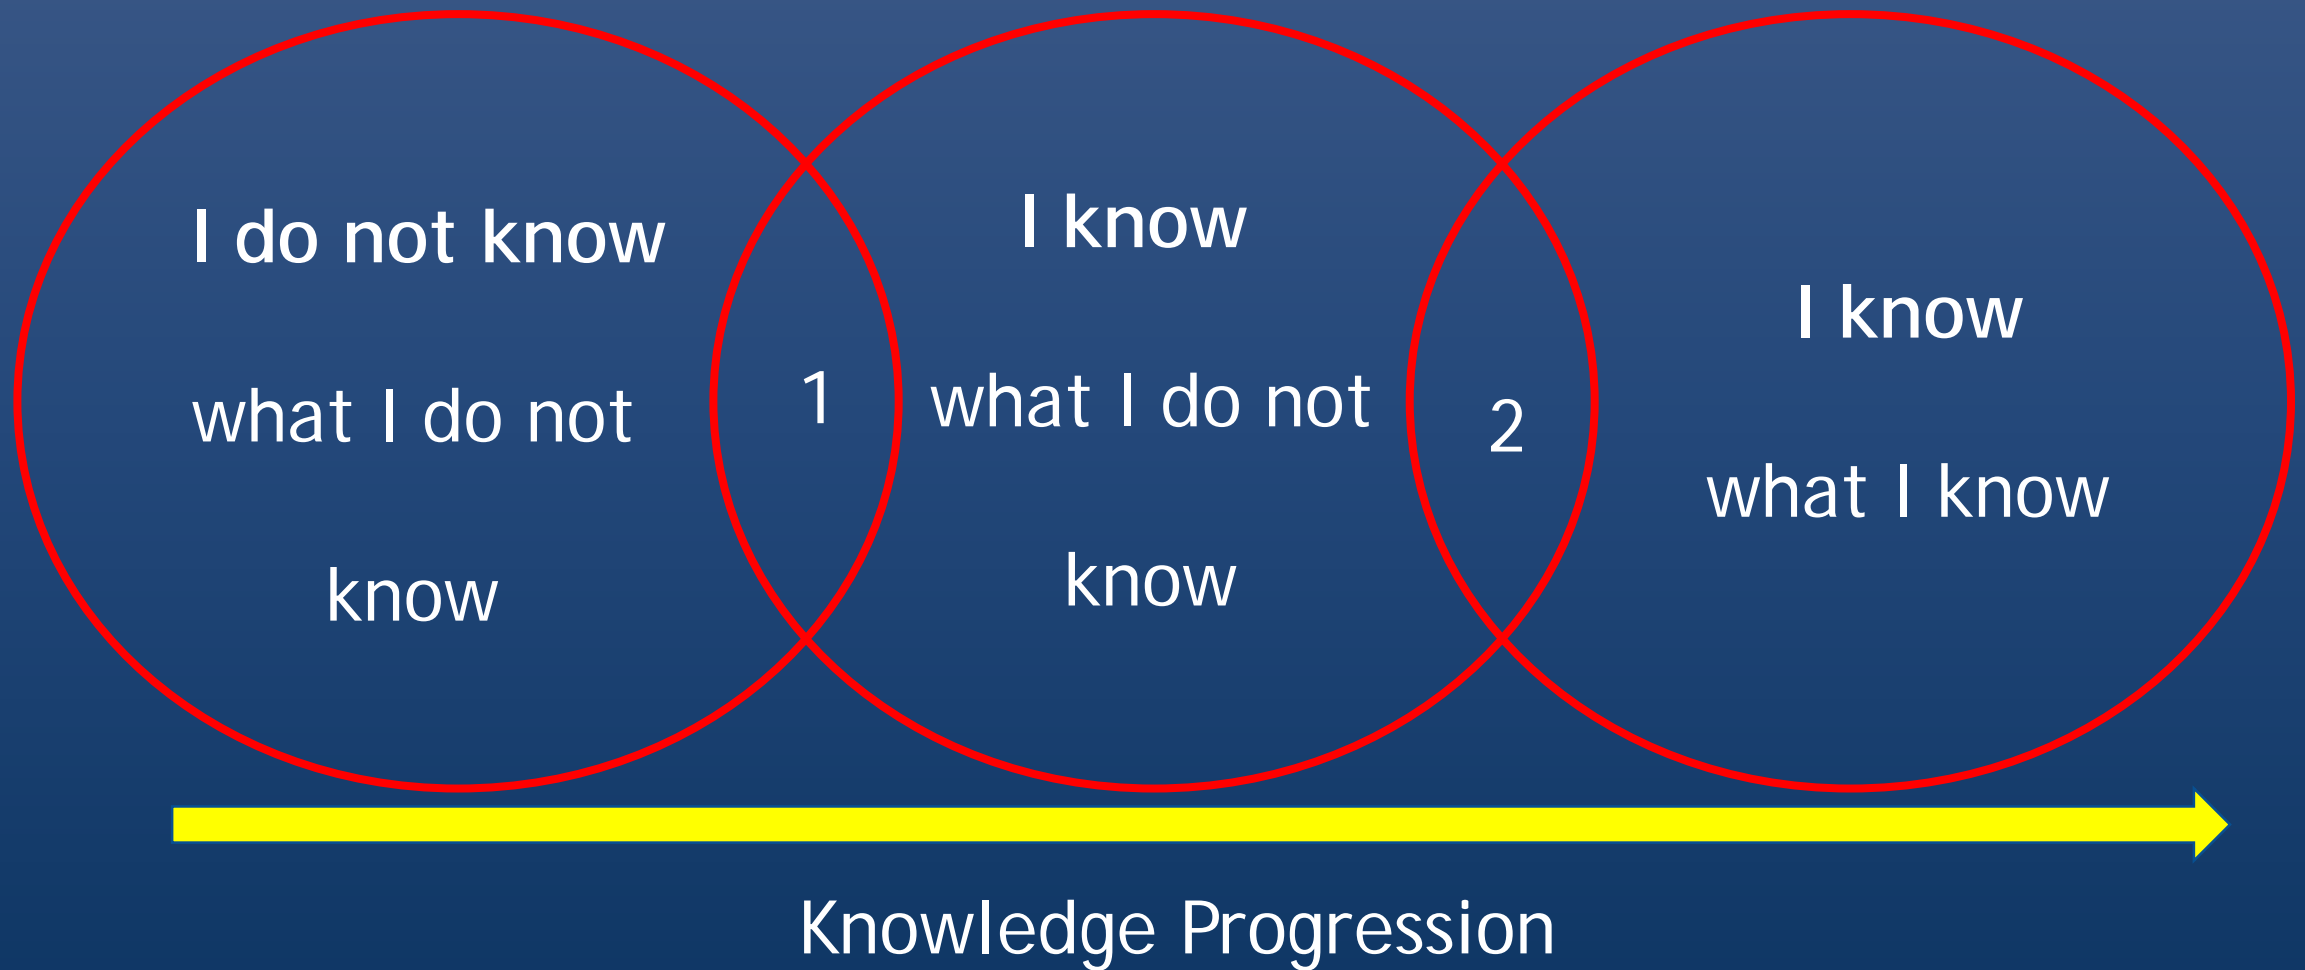 I do not know
what I do not
know
1
I know
what I do not
know
2
I know
what I know
Knowledge Progression